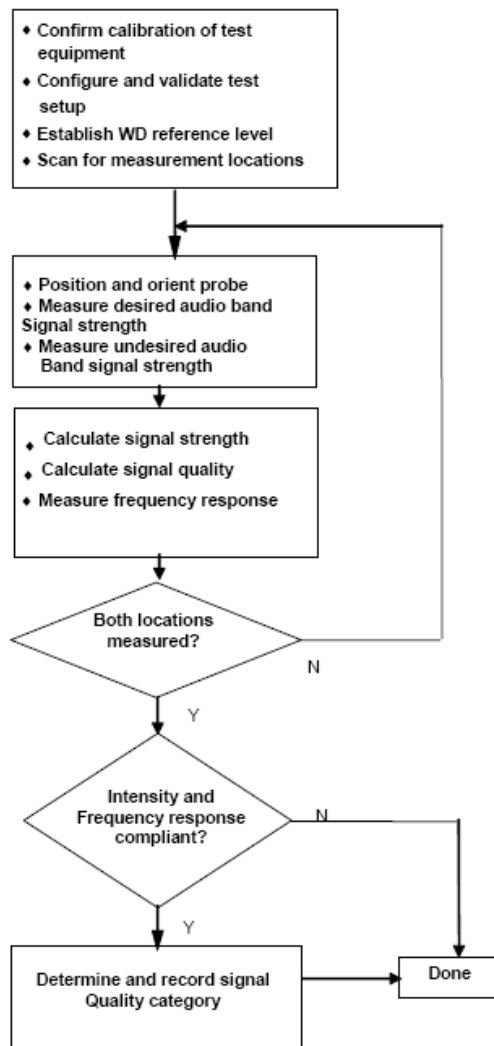 ♦ Confirm calibration of test
equipment
♦ Configure and validate test
setup
♦ Establish WD reference level
♦ Scan for measurement locations
♦ Position and orient probe
♦ Measure desired audio band
Signal strength
♦ Measure undesired audio
Band signal strength
♦ Calculate signal strength
♦ Calculate signal quality
♦ Measure frequency response
Both locations
measured?
N
Y
Intensity and
Frequency response
compliant?
N
Y
Determine and record signal
Quality category
Done